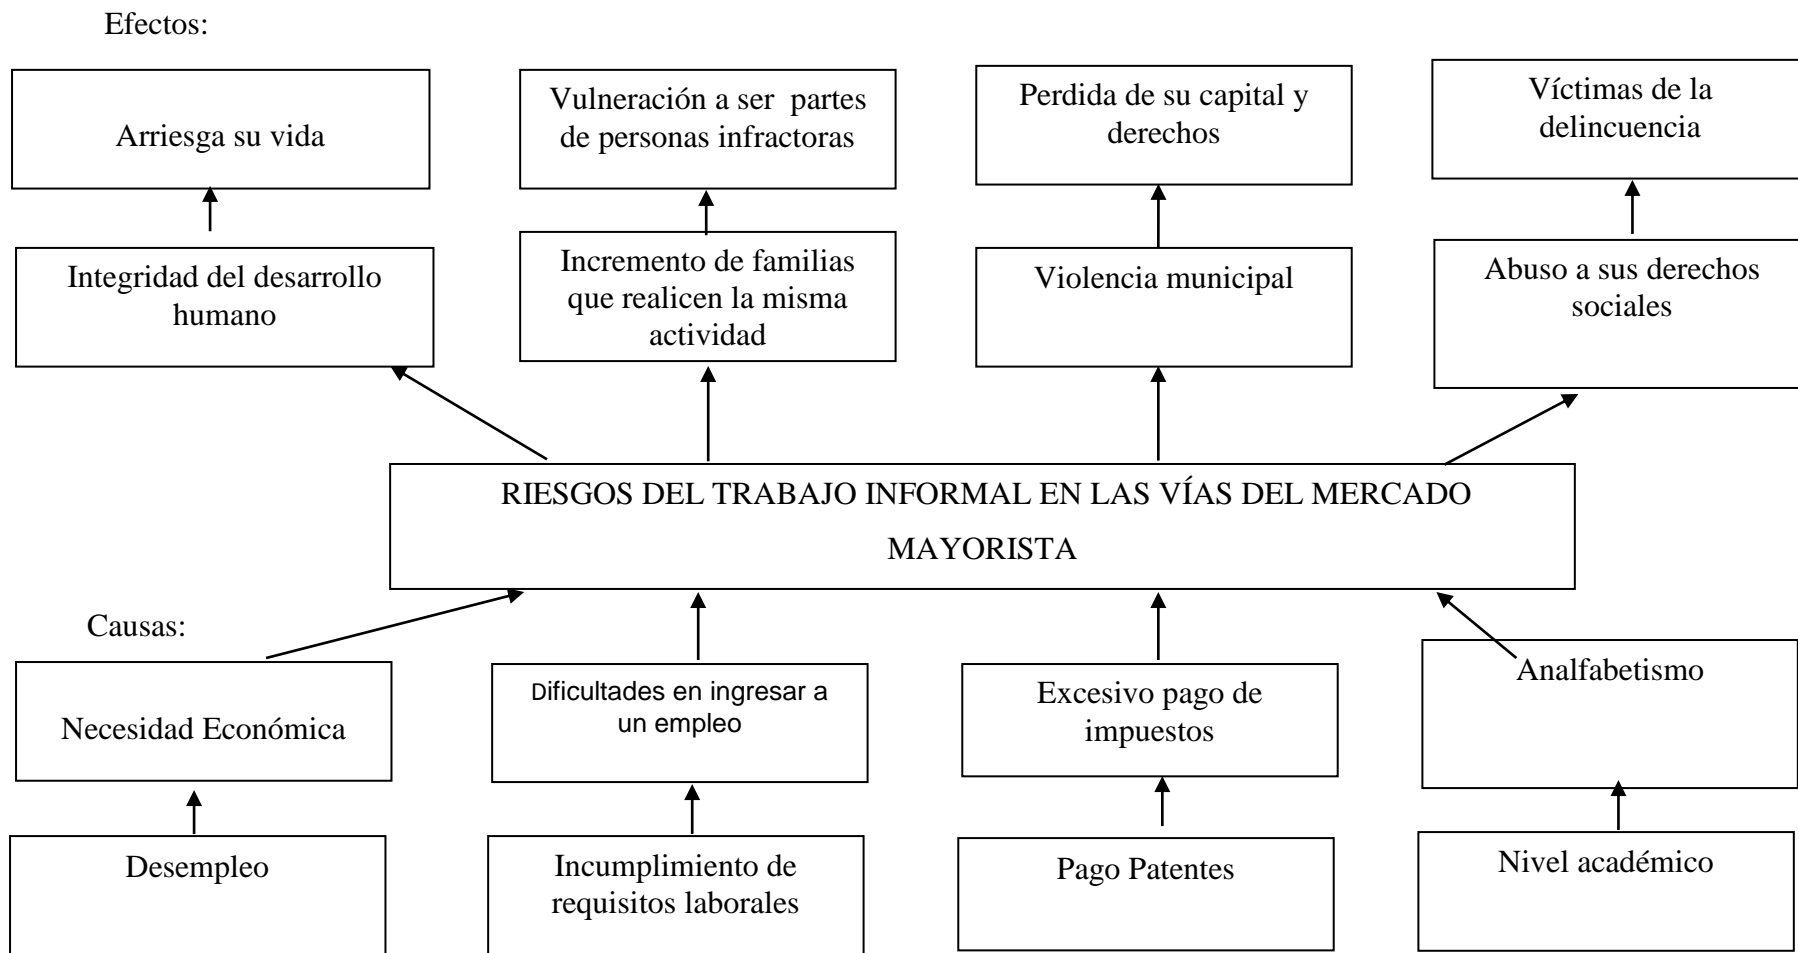 Efectos:
Arriesga su vida
Vulneración a ser partes
de personas infractoras
Perdida de su capital y
derechos
Víctimas de la
delincuencia
Integridad del desarrollo
humano
Incremento de familias
que realicen la misma
actividad
Violencia municipal
Abuso a sus derechos
sociales
RIESGOS DEL TRABAJO INFORMAL EN LAS VÍAS DEL MERCADO
MAYORISTA
Causas:
Necesidad Económica
Dificultades en ingresar a
un empleo
Excesivo pago de
impuestos
Analfabetismo
Desempleo
Incumplimiento de
requisitos laborales
Pago Patentes
Nivel académico